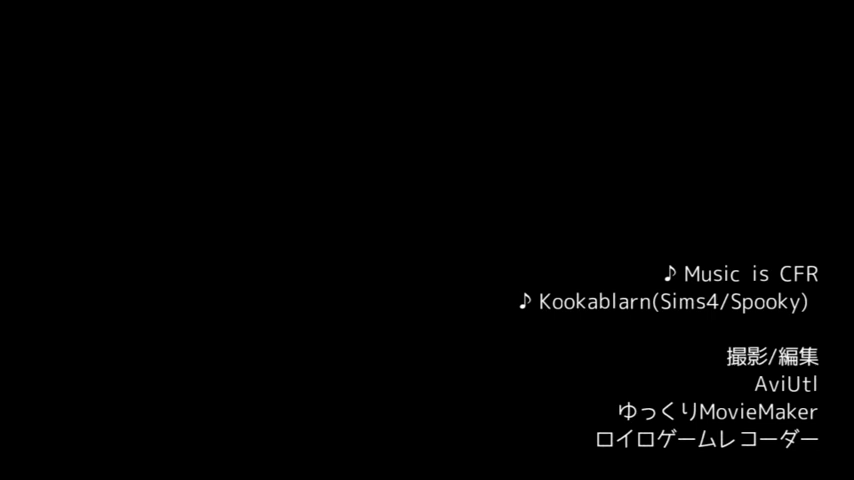 ♪Music is CFR
♪Kookablarn(Sims4/Spooky)
撮影/編集
AviUtl
ゆっくりMovieMaker
ロイロゲームレコーダー